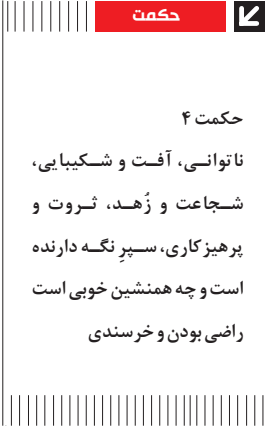 حکمت
حکمت ۴
ناتوانی، آفت و شکیبایی،
شجاعت و زُهد، ثروت و
پرهیزکاری، سپرِ نگه دارنده
است و چه همنشین خوبی است
راضی بودن و خرسندی